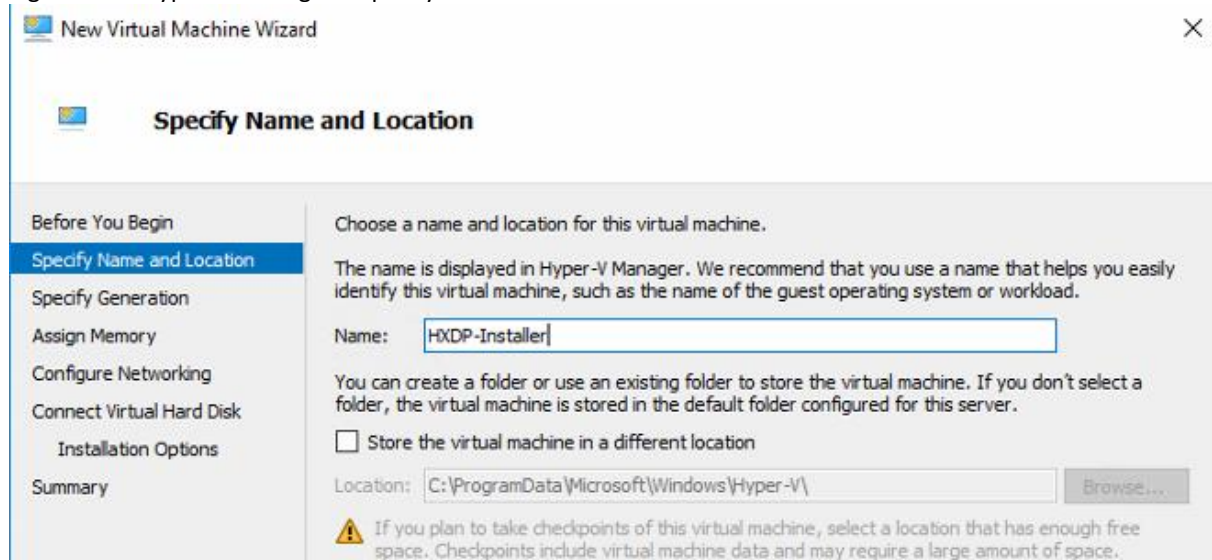 New Virtual Machine Wizard
Specify Name and Location
Before You Begin
Specify Name and Location
Specify Generation
Assign Memory
Configure Networking
Connect Virtual Hard Disk
Installation Options
Summary
Choose a name and location for this virtual machine.
The name is displayed in Hyper-V Manager. We recommend that you use a name that helps you easily
identify this virtual machine, such as the name of the guest operating system or workload.
Name: HXDP-Installer
You can create a folder or use an existing folder to store the virtual machine. If you don't select a
folder, the virtual machine is stored in the default folder configured for this server.
Store the virtual machine in a different location
Location: C:\ProgramData\Microsoft\Windows\Hyper-V\ Browse...
If you plan to take checkpoints of this virtual machine, select a location that has enough free
space. Checkpoints include virtual machine data and may require a large amount of space.